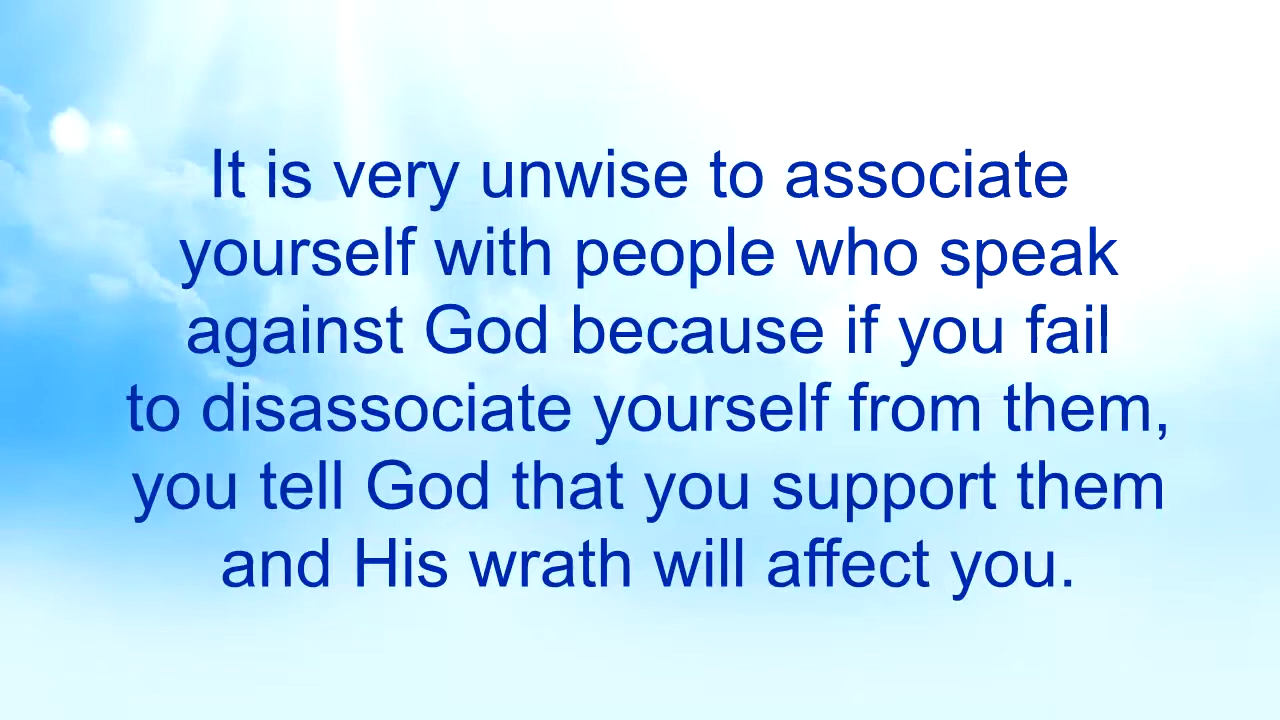 It is very unwise to associate
yourself with people who speak
against God because if you fail
to disassociate yourself from them,
you tell God that you support them
and His wrath will affect you.